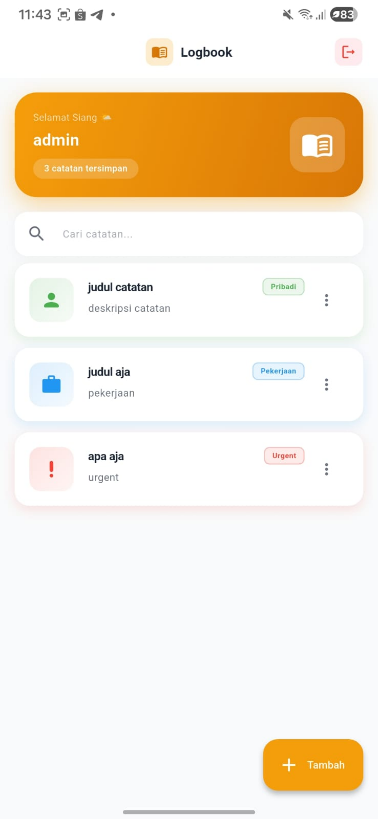 11:43
83
Logbook
Selamat Siang
admin
3 catatan tersimpan
Cari catatan...
judul catatan
Pribadi
deskripsi catatan
judul aja
Pekerjaan
pekerjaan
apa aja
Urgent
urgent
Tambah